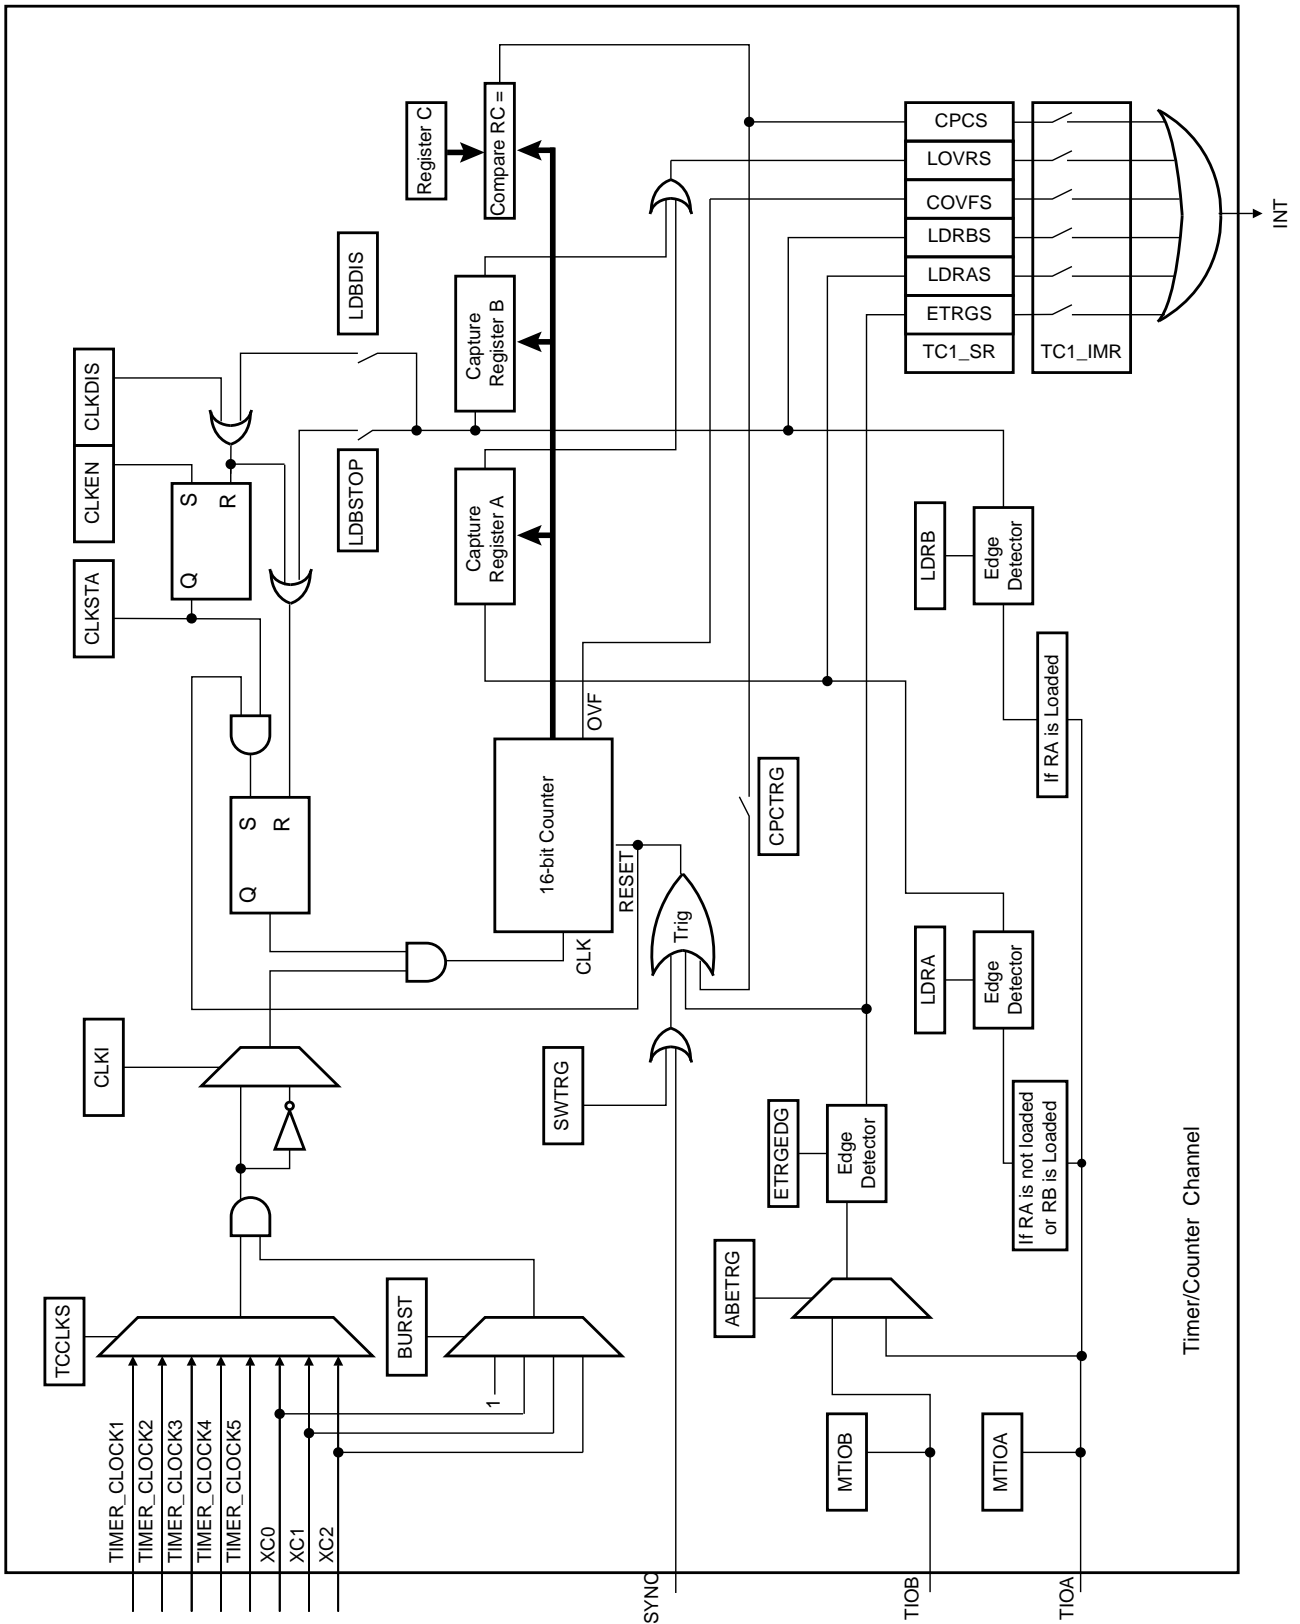 TCCLKS
TIMER_CLOCK1
TIMER_CLOCK2
TIMER_CLOCK3
TIMER_CLOCK4
TIMER_CLOCK5
XC0
XC1
XC2
CLKI
CLKSTA
CLKEN
CLKDIS
Q
S
R
Q
S
R
BURST
1
LDBSTOP
LDBDIS
Register C
Capture
Register A
Capture
Register B
Compare RC =
16-bit Counter
CLK
OVF
RESET
SWTRG
SYNC
Trig
ABETRG
ETRGEDG
Edge
Detector
CPCTRG
MTIOB
TIOB
MTIOA
TIOA
LDRA
Edge
Detector
If RA is not loaded
or RB is Loaded
LDRB
Edge
Detector
If RA is Loaded
CPCS
LOVRS
COVFS
LDRBS
LDRAS
ETRGS
TC1_SR
TC1_IMR
INT
Timer/Counter Channel